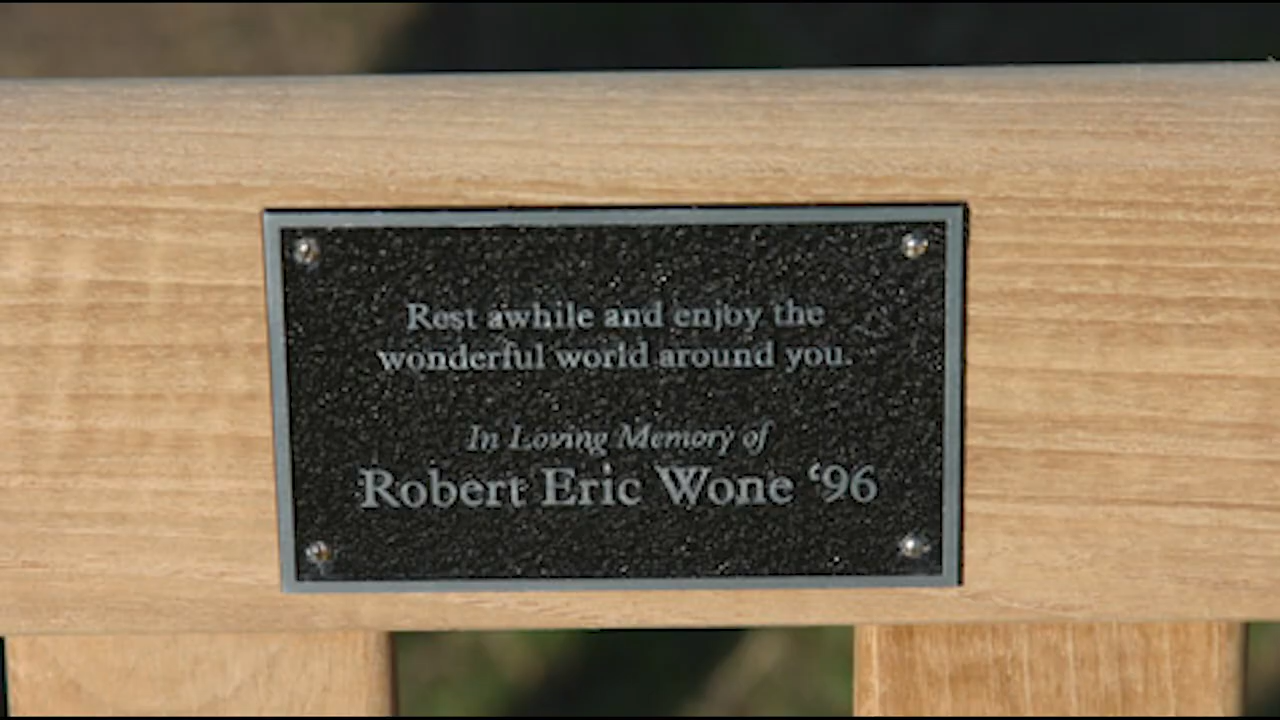 Rest awhile and enjoy the
wonderful world around you.
In Loving Memory of
Robert Eric Wone ‘96